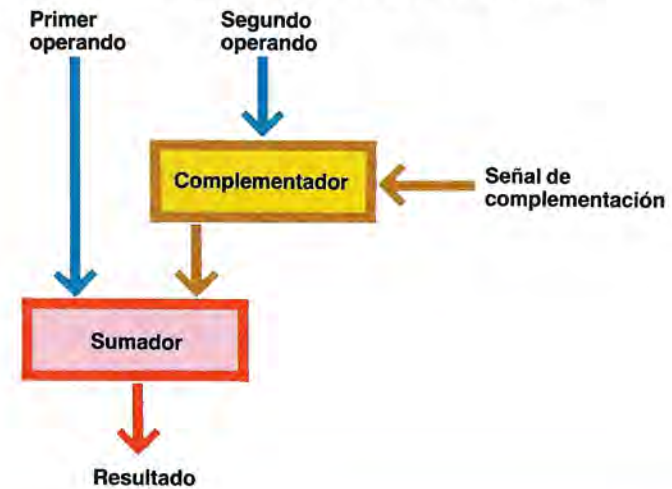 Primer
operando
Segundo
operando
Complementador
Señal de
complementación
Sumador
Resultado